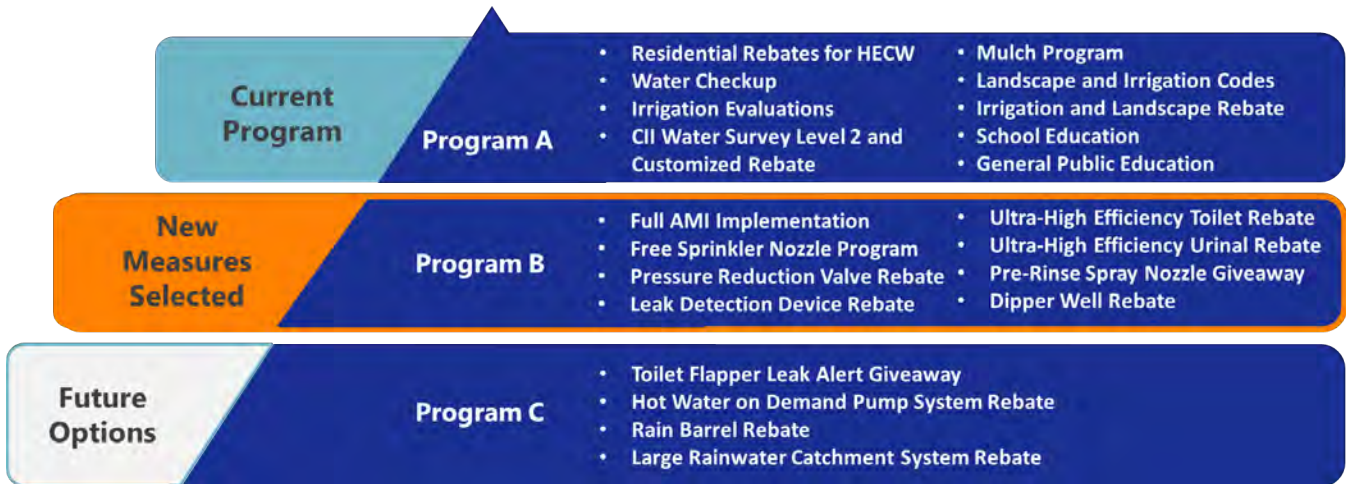 Current
Program
Program A
• Residential Rebates for HECW
• Water Checkup
• Irrigation Evaluations
• CII Water Survey Level 2 and
Customized Rebate
• Mulch Program
• Landscape and Irrigation Codes
• Irrigation and Landscape Rebate
• School Education
• General Public Education
New
Measures
Selected
Program B
• Full AMI Implementation
• Free Sprinkler Nozzle Program
• Pressure Reduction Valve Rebate
• Leak Detection Device Rebate
• Ultra-High Efficiency Toilet Rebate
• Ultra-High Efficiency Urinal Rebate
• Pre-Rinse Spray Nozzle Giveaway
• Dipper Well Rebate
Future
Options
Program C
• Toilet Flapper Leak Alert Giveaway
• Hot Water on Demand Pump System Rebate
• Rain Barrel Rebate
• Large Rainwater Catchment System Rebate